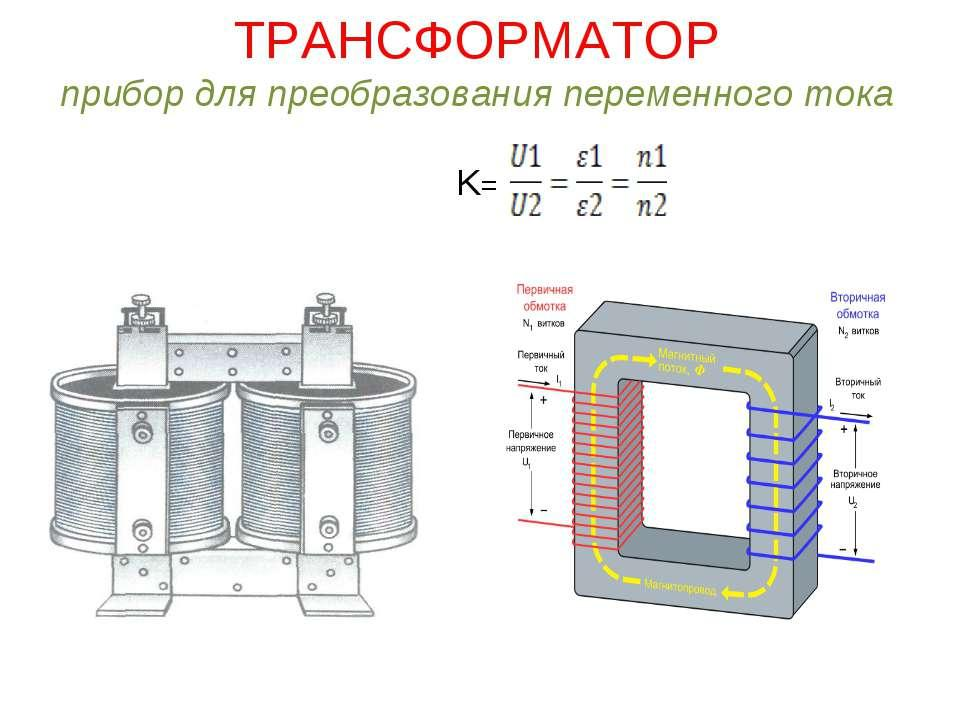 ТРАНСФОРМАТОР
прибор для преобразования переменного тока
K= U1/U2 = ε1/ε2 = n1/n2
Первичная
обмотка
N1 витков
Первичный
ток
I1
+
Первичное
напряжение
U1
–
Магнитный
поток, Ф
Магнитопровод
Вторичная
обмотка
N2 витков
Вторичный
ток
I2
+
Вторичное
напряжение
U2
–